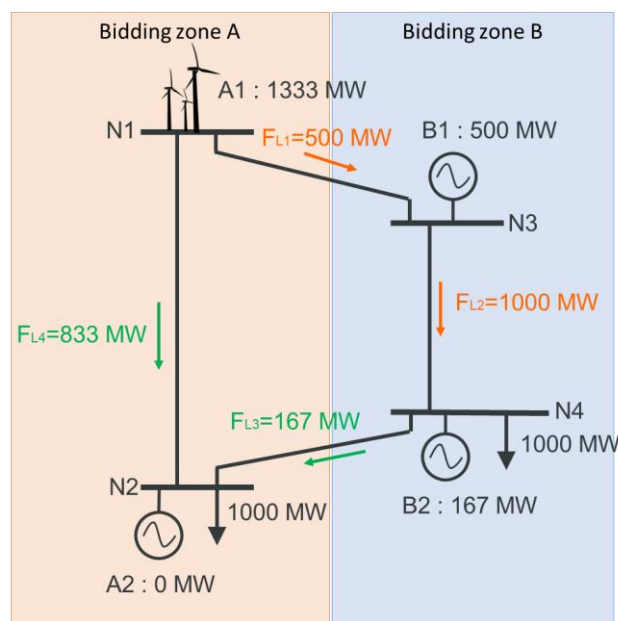 Bidding zone A
Bidding zone B
A1 : 1333 MW
N1
FL1=500 MW
B1 : 500 MW
N3
FL4=833 MW
FL2=1000 MW
FL3=167 MW
N4
1000 MW
N2
1000 MW
B2 : 167 MW
A2 : 0 MW